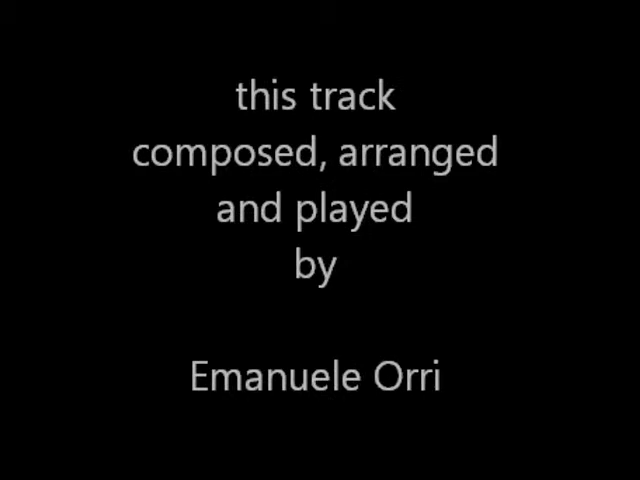 this track
composed, arranged
and played
by
Emanuele Orri